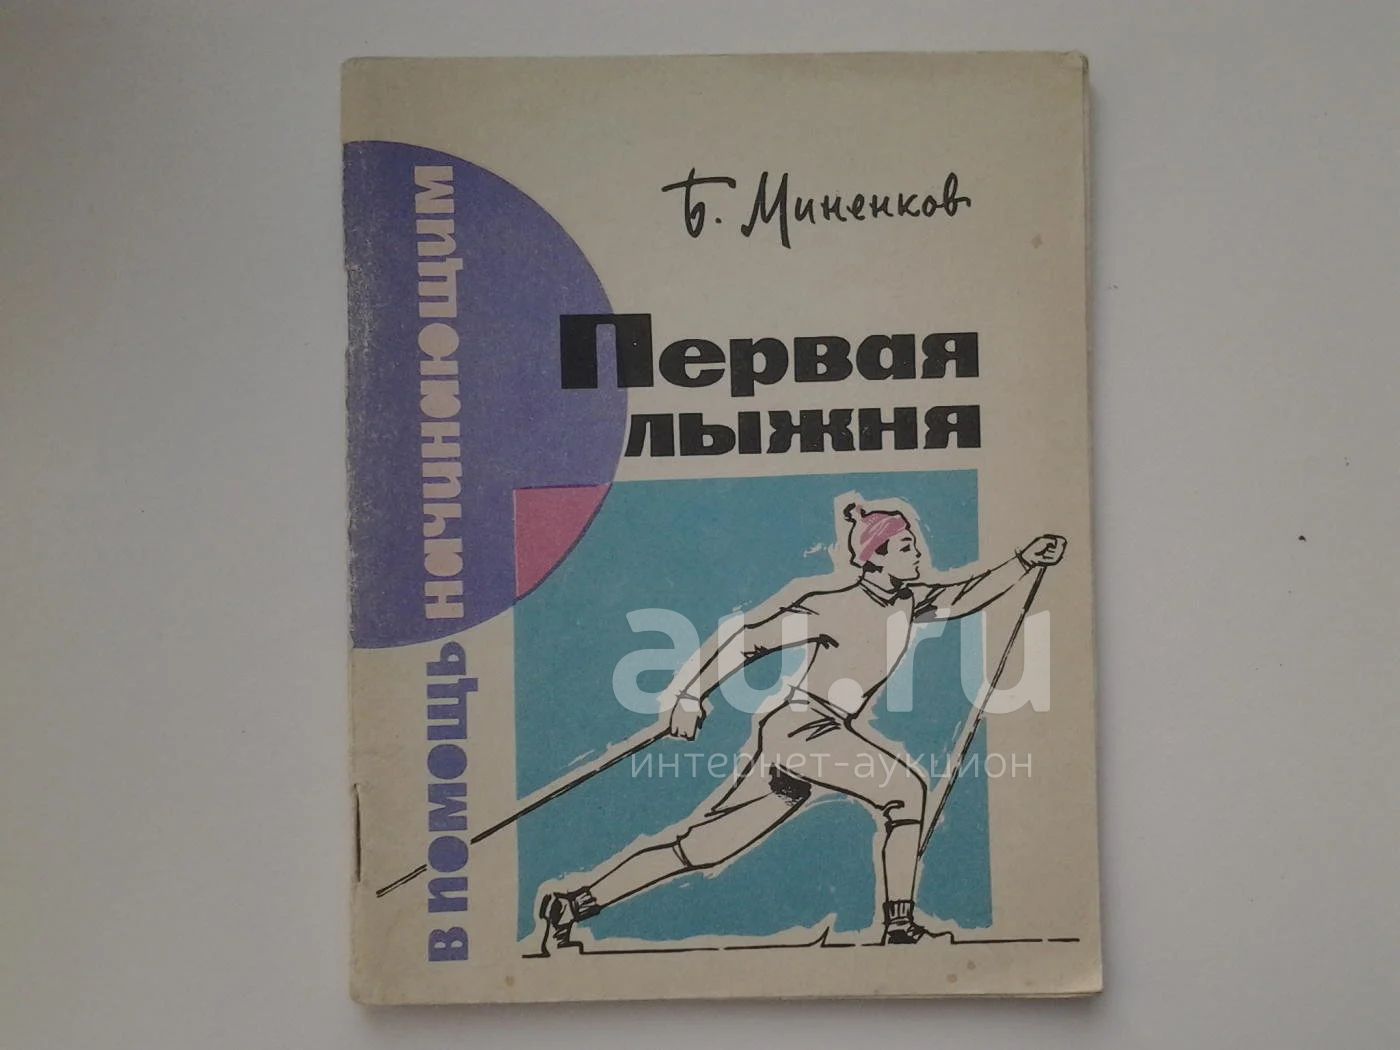 Б. Миненков
Первая
лыжня
в помощь начинающим
au.ru
интернет-аукцион